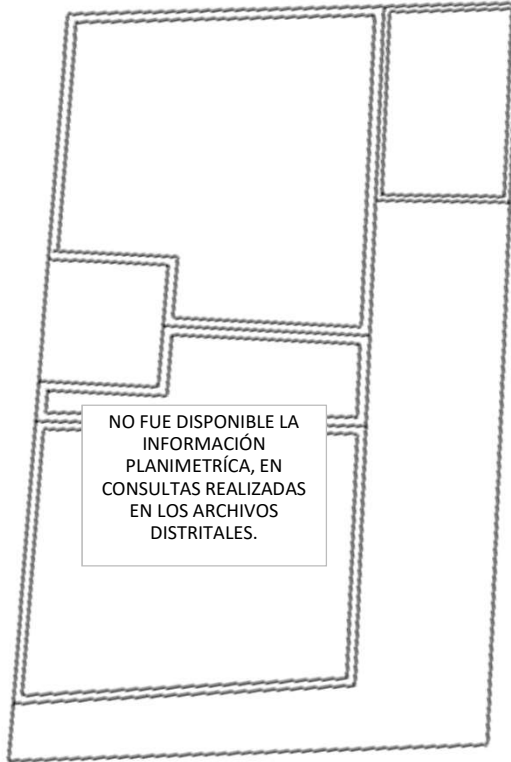 NO FUE DISPONIBLE LA
INFORMACIÓN
PLANIMETRÍCA, EN
CONSULTAS REALIZADAS
EN LOS ARCHIVOS
DISTRITALES.